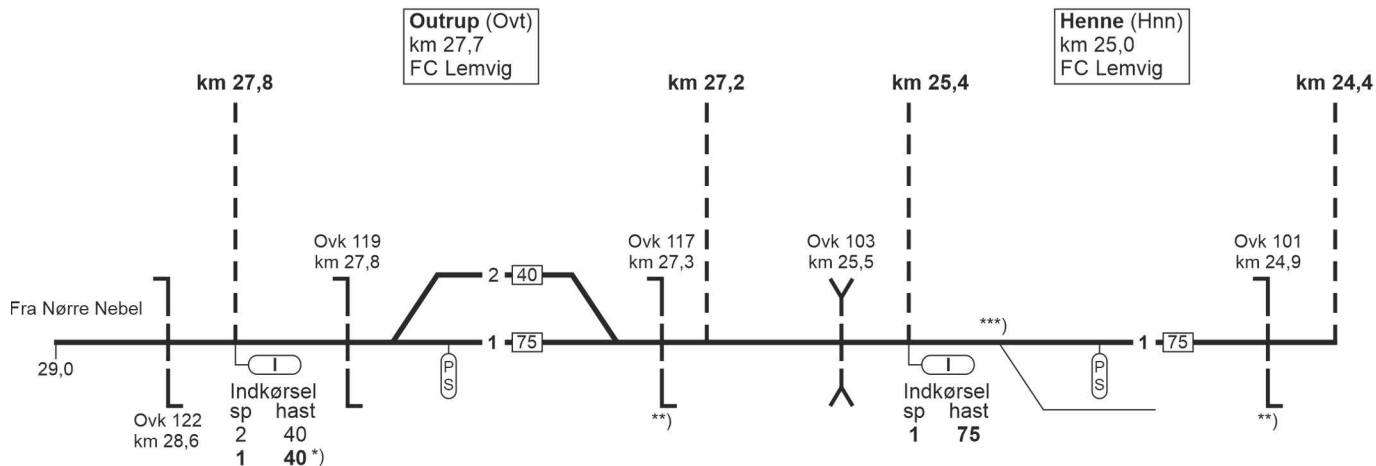 Outrup (Ovt)
km 27,7
FC Lemvig
Henne (Hnn)
km 25,0
FC Lemvig
km 27,8
km 27,2
km 25,4
km 24,4
Ovk 119
km 27,8
Ovk 117
km 27,3
Ovk 103
km 25,5
Ovk 101
km 24,9
2 40
Fra Nørre Nebel
***)
1 75
1 75
29,0
I
P
S
I
P
S
Indkørsel
sp hast
2 40
1 40 *)
Ovk 122
km 28,6
**)
Indkørsel
sp hast
1 75
**)